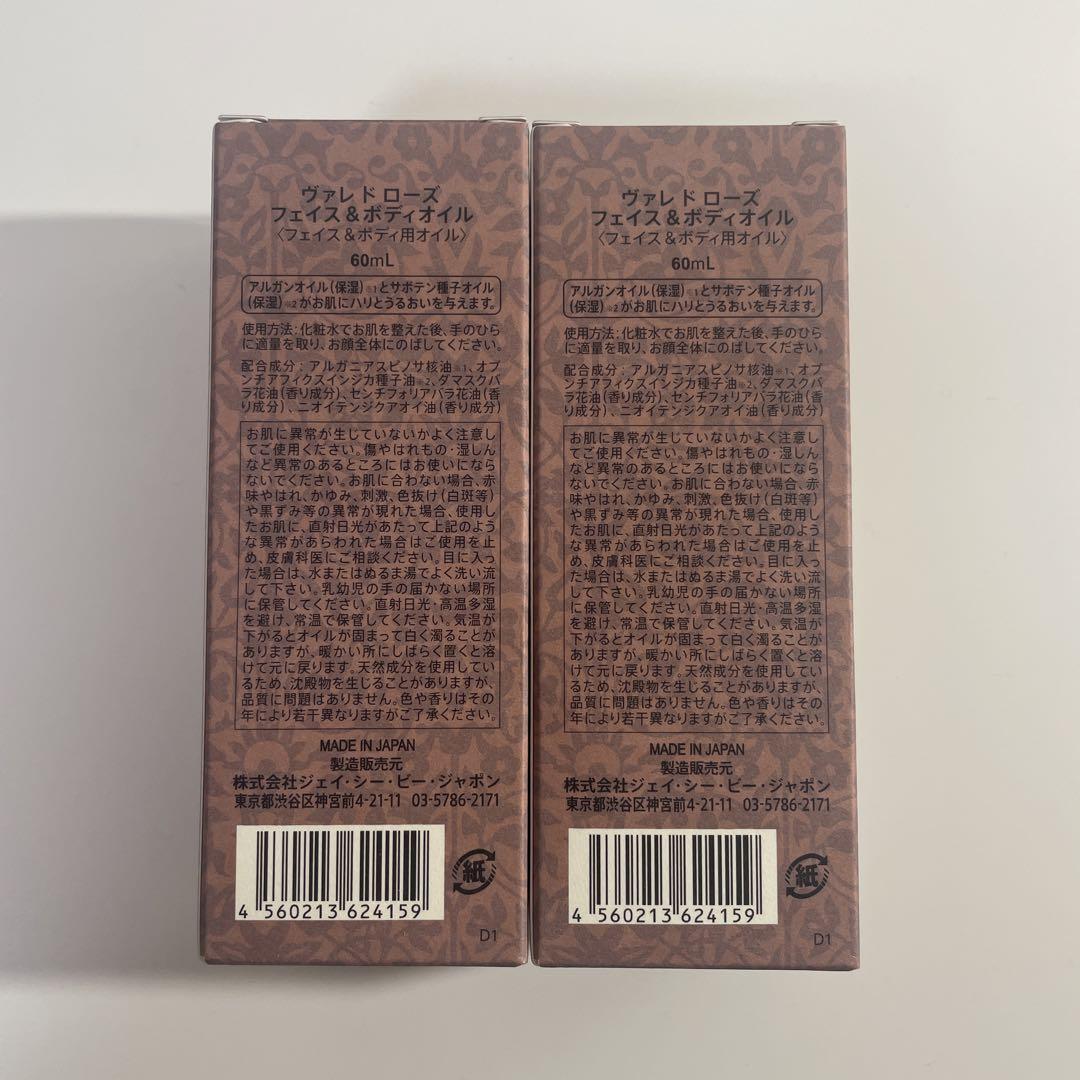 ヴァレ ド ローズ
フェイス＆ボディオイル
〈フェイス＆ボディ用オイル〉
60mL
アルガンオイル（保湿）※1とサボテン種子オイル
（保湿）※2がお肌にハリとうるおいを与えます。
使用方法：化粧水でお肌を整えた後、手のひら
に適量を取り、お顔全体にのばしてください。
配合成分：アルガニアスピノサ核油※1、オプ
ンチアフィクスインジカ種子油※2、ダマスクバ
ラ花油（香り成分）、センチフォリアバラ花油（香
り成分）、ニオイテンジクアオイ油（香り成分）
お肌に異常が生じていないかよく注意し
てご使用ください。傷やはれもの・湿しん
など異常のあるところにはお使いになら
ないでください。お肌に合わない場合、赤
味やはれ、かゆみ、刺激、色抜け（白斑等）
や黒ずみ等の異常が現れた場合、使用し
たお肌に、直射日光があたって上記のよう
な異常があらわれた場合はご使用を止
め、皮膚科医にご相談ください。目に入っ
た場合は、水またはぬるま湯でよく洗い流
して下さい。乳幼児の手の届かない場所
に保管してください。直射日光・高温多湿
を避け、常温で保管してください。気温が
下がるとオイルが固まって白く濁ることが
ありますが、暖かい所にしばらく置くと溶
けて元に戻ります。天然成分を使用してい
るため、沈殿物を生じることがありますが、
品質に問題はありません。色や香りはその
年により若干異なりますがご了承ください。
MADE IN JAPAN
製造販売元
株式会社ジェイ・シー・ビー・ジャポン
東京都渋谷区神宮前4-21-11 03-5786-2171
4 560213 624159
紙
D1
ヴァレ ド ローズ
フェイス＆ボディオイル
〈フェイス＆ボディ用オイル〉
60mL
アルガンオイル（保湿）※1とサボテン種子オイル
（保湿）※2がお肌にハリとうるおいを与えます。
使用方法：化粧水でお肌を整えた後、手のひら
に適量を取り、お顔全体にのばしてください。
配合成分：アルガニアスピノサ核油※1、オプ
ンチアフィクスインジカ種子油※2、ダマスクバ
ラ花油（香り成分）、センチフォリアバラ花油（香
り成分）、ニオイテンジクアオイ油（香り成分）
お肌に異常が生じていないかよく注意し
てご使用ください。傷やはれもの・湿しん
など異常のあるところにはお使いになら
ないでください。お肌に合わない場合、赤
味やはれ、かゆみ、刺激、色抜け（白斑等）
や黒ずみ等の異常が現れた場合、使用し
たお肌に、直射日光があたって上記のよう
な異常があらわれた場合はご使用を止
め、皮膚科医にご相談ください。目に入っ
た場合は、水またはぬるま湯でよく洗い流
して下さい。乳幼児の手の届かない場所
に保管してください。直射日光・高温多湿
を避け、常温で保管してください。気温が
下がるとオイルが固まって白く濁ることが
ありますが、暖かい所にしばらく置くと溶
けて元に戻ります。天然成分を使用してい
るため、沈殿物を生じることがありますが、
品質に問題はありません。色や香りはその
年により若干異なりますがご了承ください。
MADE IN JAPAN
製造販売元
株式会社ジェイ・シー・ビー・ジャポン
東京都渋谷区神宮前4-21-11 03-5786-2171
4 560213 624159
紙
D1